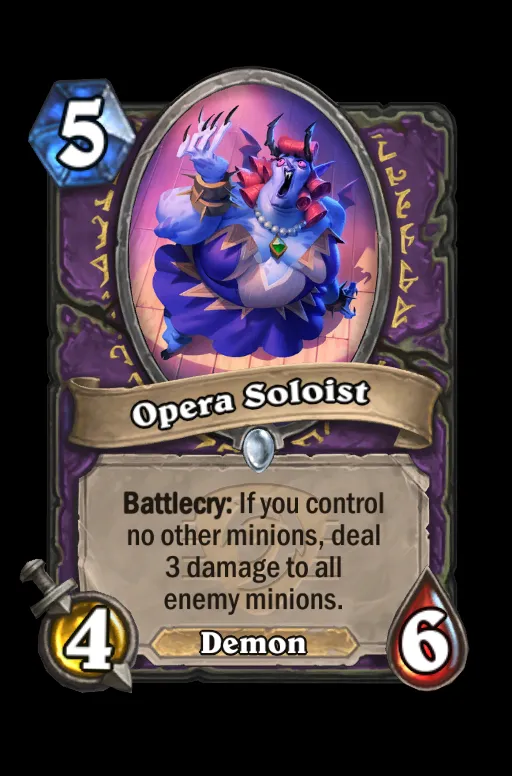 5
Opera Soloist
Battlecry: If you control
no other minions, deal
3 damage to all
enemy minions.
4
Demon
6